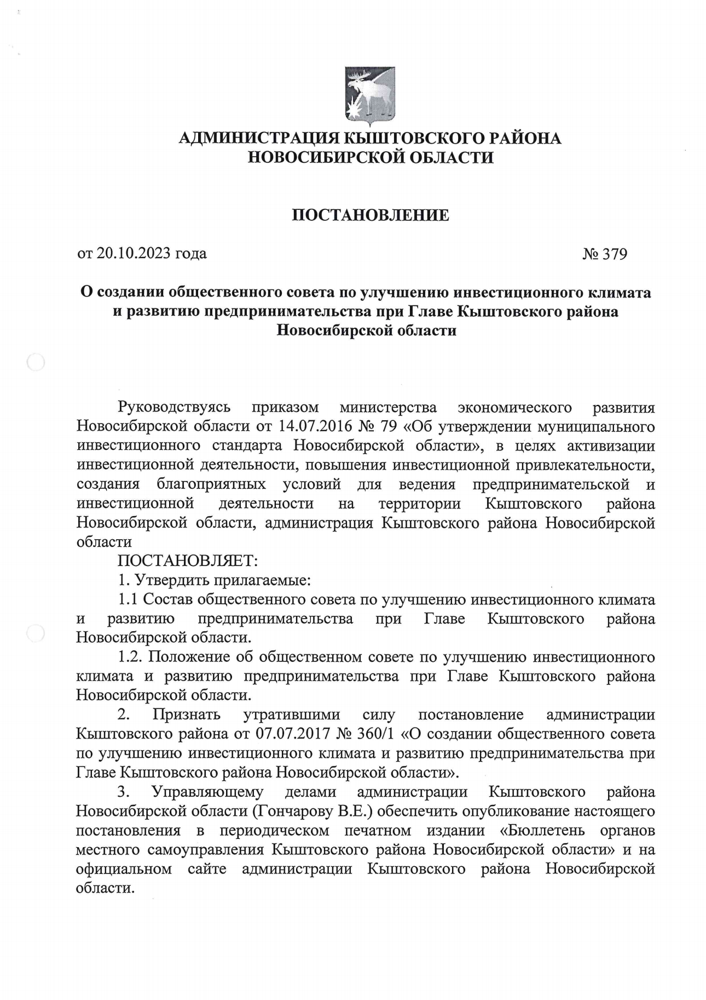 АДМИНИСТРАЦИЯ КЫШТОВСКОГО РАЙОНА
НОВОСИБИРСКОЙ ОБЛАСТИ
ПОСТАНОВЛЕНИЕ
от 20.10.2023 года № 379
О создании общественного совета по улучшению инвестиционного климата
и развитию предпринимательства при Главе Кыштовского района
Новосибирской области
Руководствуясь приказом министерства экономического развития
Новосибирской области от 14.07.2016 № 79 «Об утверждении муниципального
инвестиционного стандарта Новосибирской области», в целях активизации
инвестиционной деятельности, повышения инвестиционной привлекательности,
создания благоприятных условий для ведения предпринимательской и
инвестиционной деятельности на территории Кыштовского района
Новосибирской области, администрация Кыштовского района Новосибирской
области
ПОСТАНОВЛЯЕТ:
1. Утвердить прилагаемые:
1.1 Состав общественного совета по улучшению инвестиционного климата
и развитию предпринимательства при Главе Кыштовского района
Новосибирской области.
1.2. Положение об общественном совете по улучшению инвестиционного
климата и развитию предпринимательства при Главе Кыштовского района
Новосибирской области.
2. Признать утратившими силу постановление администрации
Кыштовского района от 07.07.2017 № 360/1 «О создании общественного совета
по улучшению инвестиционного климата и развитию предпринимательства при
Главе Кыштовского района Новосибирской области».
3. Управляющему делами администрации Кыштовского района
Новосибирской области (Гончарову В.Е.) обеспечить опубликование настоящего
постановления в периодическом печатном издании «Бюллетень органов
местного самоуправления Кыштовского района Новосибирской области» и на
официальном сайте администрации Кыштовского района Новосибирской
области.